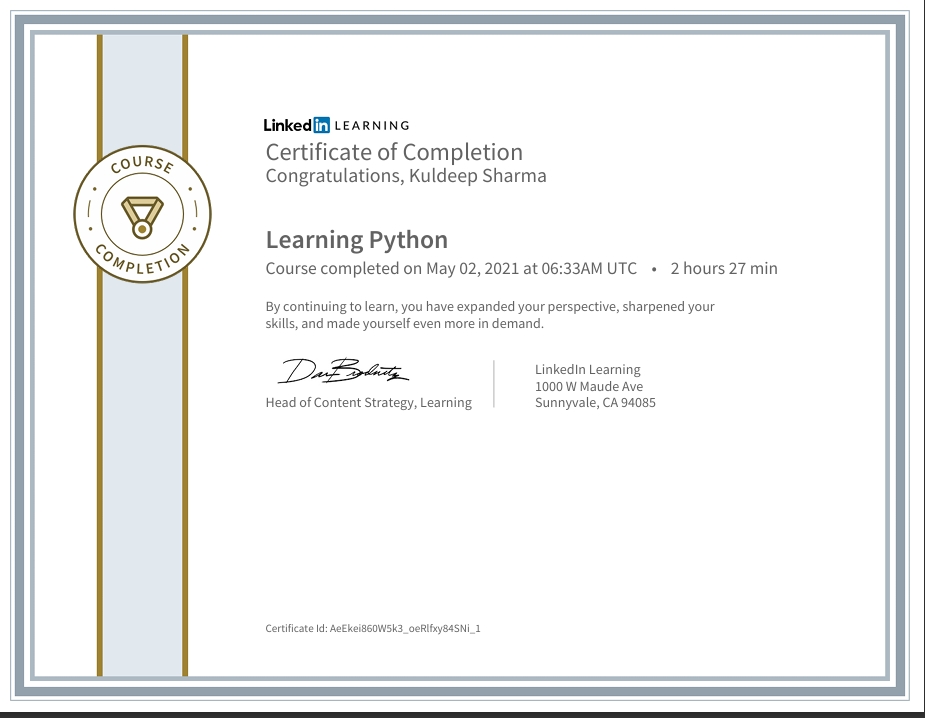 COURSE
COMPLETION
Linked in LEARNING
Certificate of Completion
Congratulations, Kuldeep Sharma
Learning Python
Course completed on May 02, 2021 at 06:33AM UTC • 2 hours 27 min
By continuing to learn, you have expanded your perspective, sharpened your
skills, and made yourself even more in demand.
Head of Content Strategy, Learning
LinkedIn Learning
1000 W Maude Ave
Sunnyvale, CA 94085
Certificate Id: AeEkei860W5k3_oeRlfxy84SNi_1